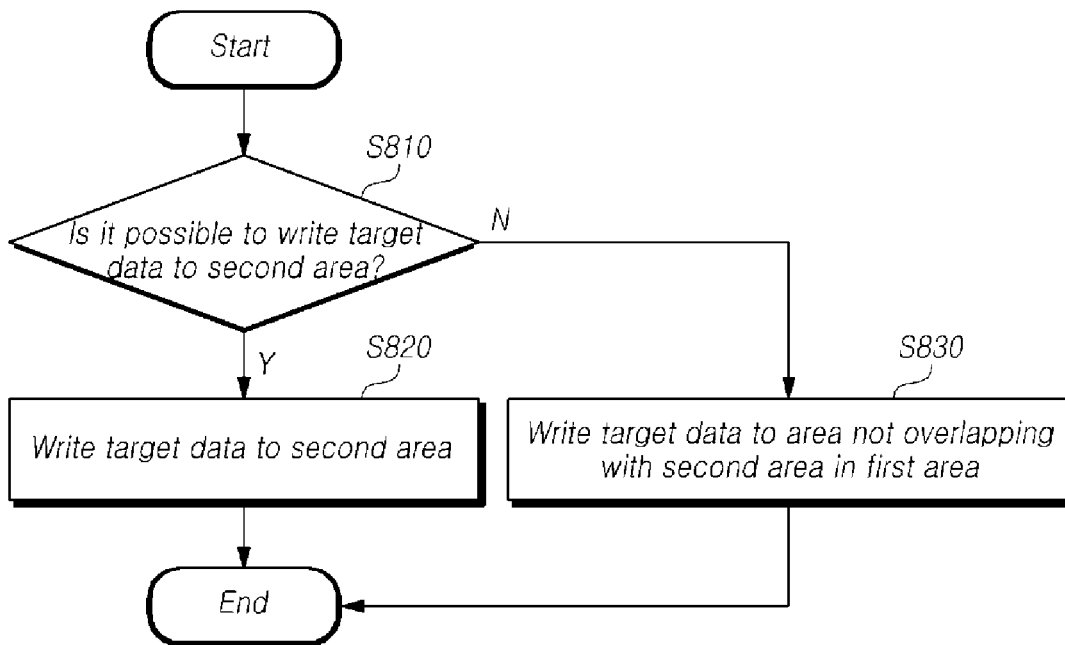 Start
S810
Is it possible to write target
data to second area?
N
Y
S820
S830
Write target data to second area
Write target data to area not overlapping
with second area in first area
End